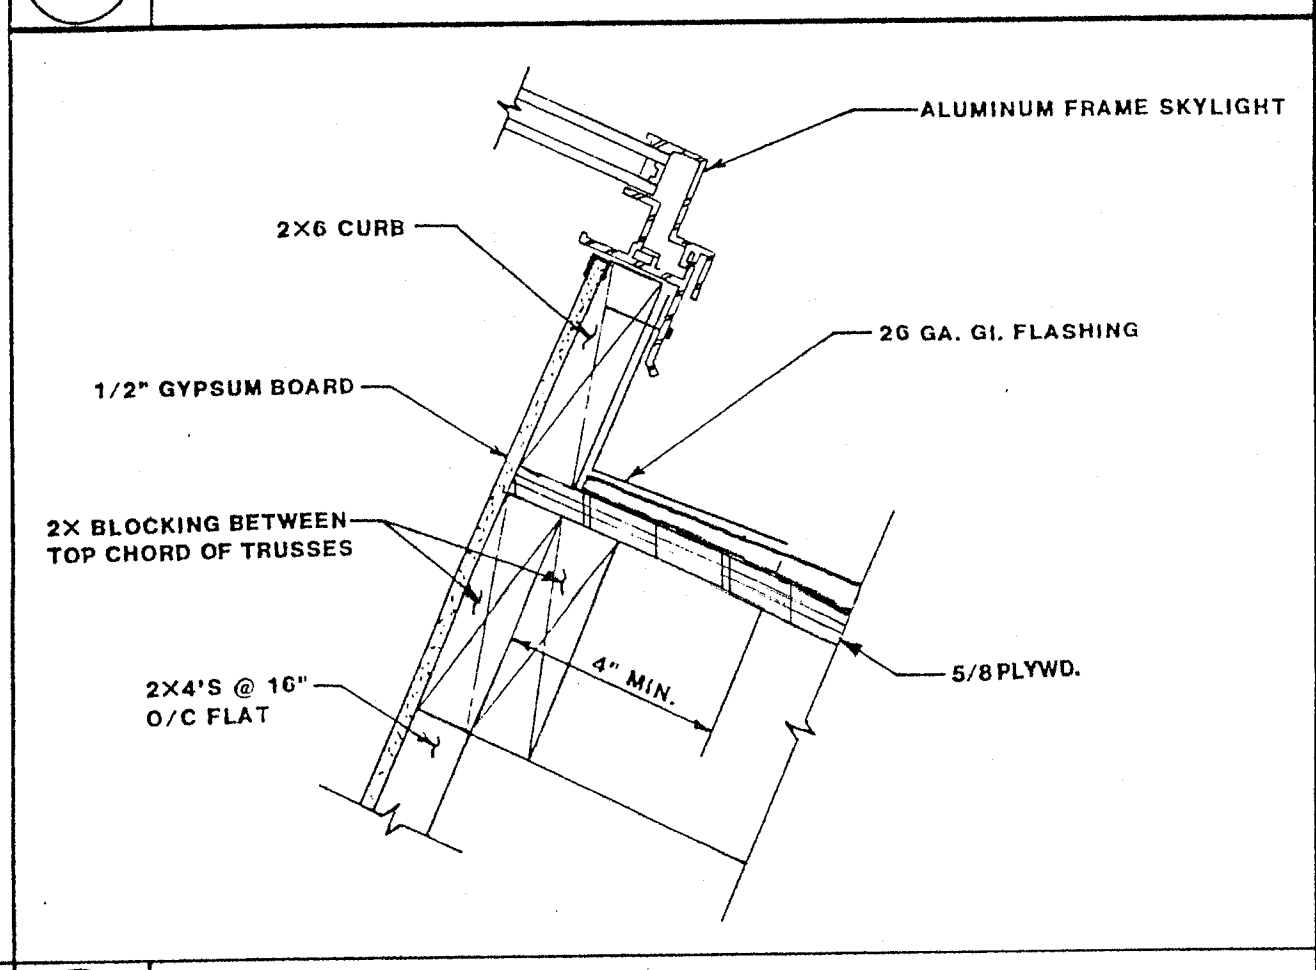 ALUMINUM FRAME SKYLIGHT
2X6 CURB
26 GA. GI. FLASHING
1/2" GYPSUM BOARD
2X BLOCKING BETWEEN
TOP CHORD OF TRUSSES
4" MIN.
5/8 PLYWD.
2X4'S @ 16"
O/C FLAT